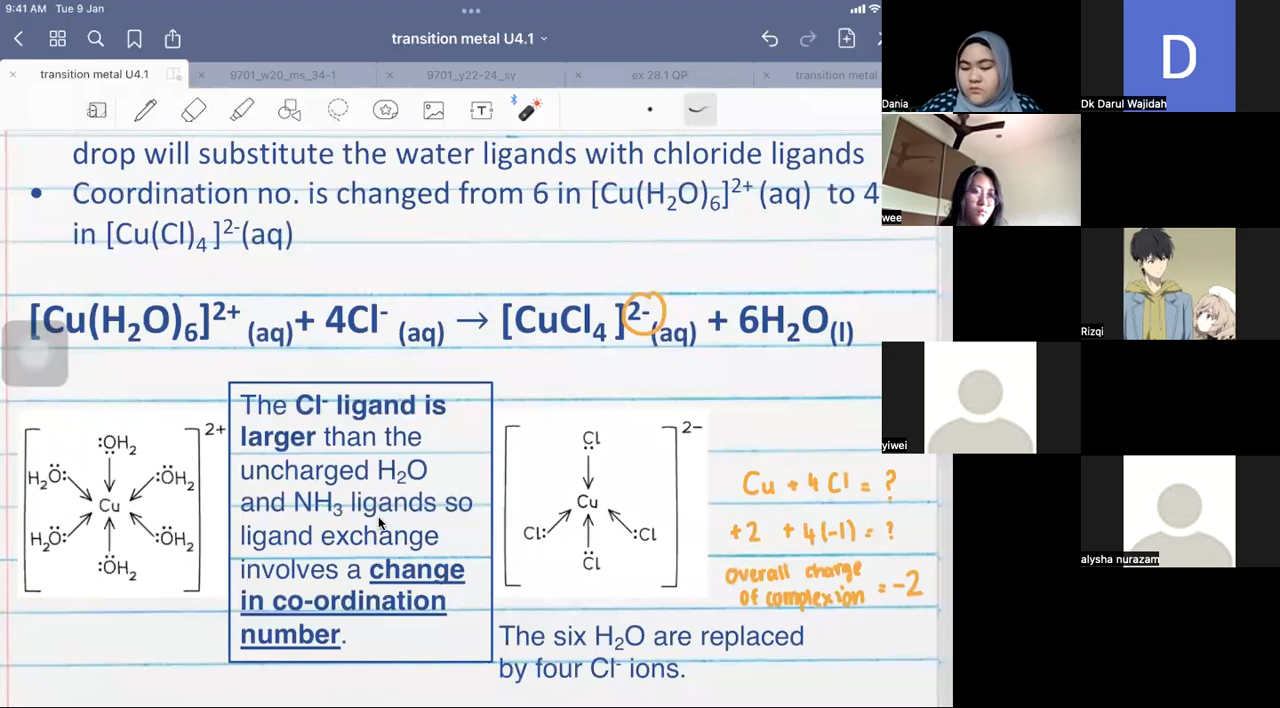 9:41 AM Tue 9 Jan
transition metal U4.1
transition metal U4.1
9701_w20_ms_34-1
9701_y22-24_sy
ex 28.1 QP
transition metal
drop will substitute the water ligands with chloride ligands
• Coordination no. is changed from 6 in [Cu(H₂O)₆]²⁺ (aq) to 4
in [Cu(Cl)₄ ]²⁻(aq)
[Cu(H₂O)₆]²⁺ (aq)+ 4Cl⁻ (aq) → [CuCl₄ ]²⁻(aq) + 6H₂O(l)
[ :ÖH₂ ]2+
H₂Ö: :ÖH₂
Cu
H₂Ö: :ÖH₂
:ÖH₂
The Cl⁻ ligand is
larger than the
uncharged H₂O
and NH₃ ligands so
ligand exchange
involves a change
in co-ordination
number.
[ Cl ]2−
Cu
Cl: :Cl
Cl
The six H₂O are replaced
by four Cl⁻ ions.
Cu + 4Cl = ?
+2 + 4(-1) = ?
overall charge
of complexion = -2
Dania
D
Dk Darul Wajidah
wee
Rizqi
yiwei
alysha nurazam